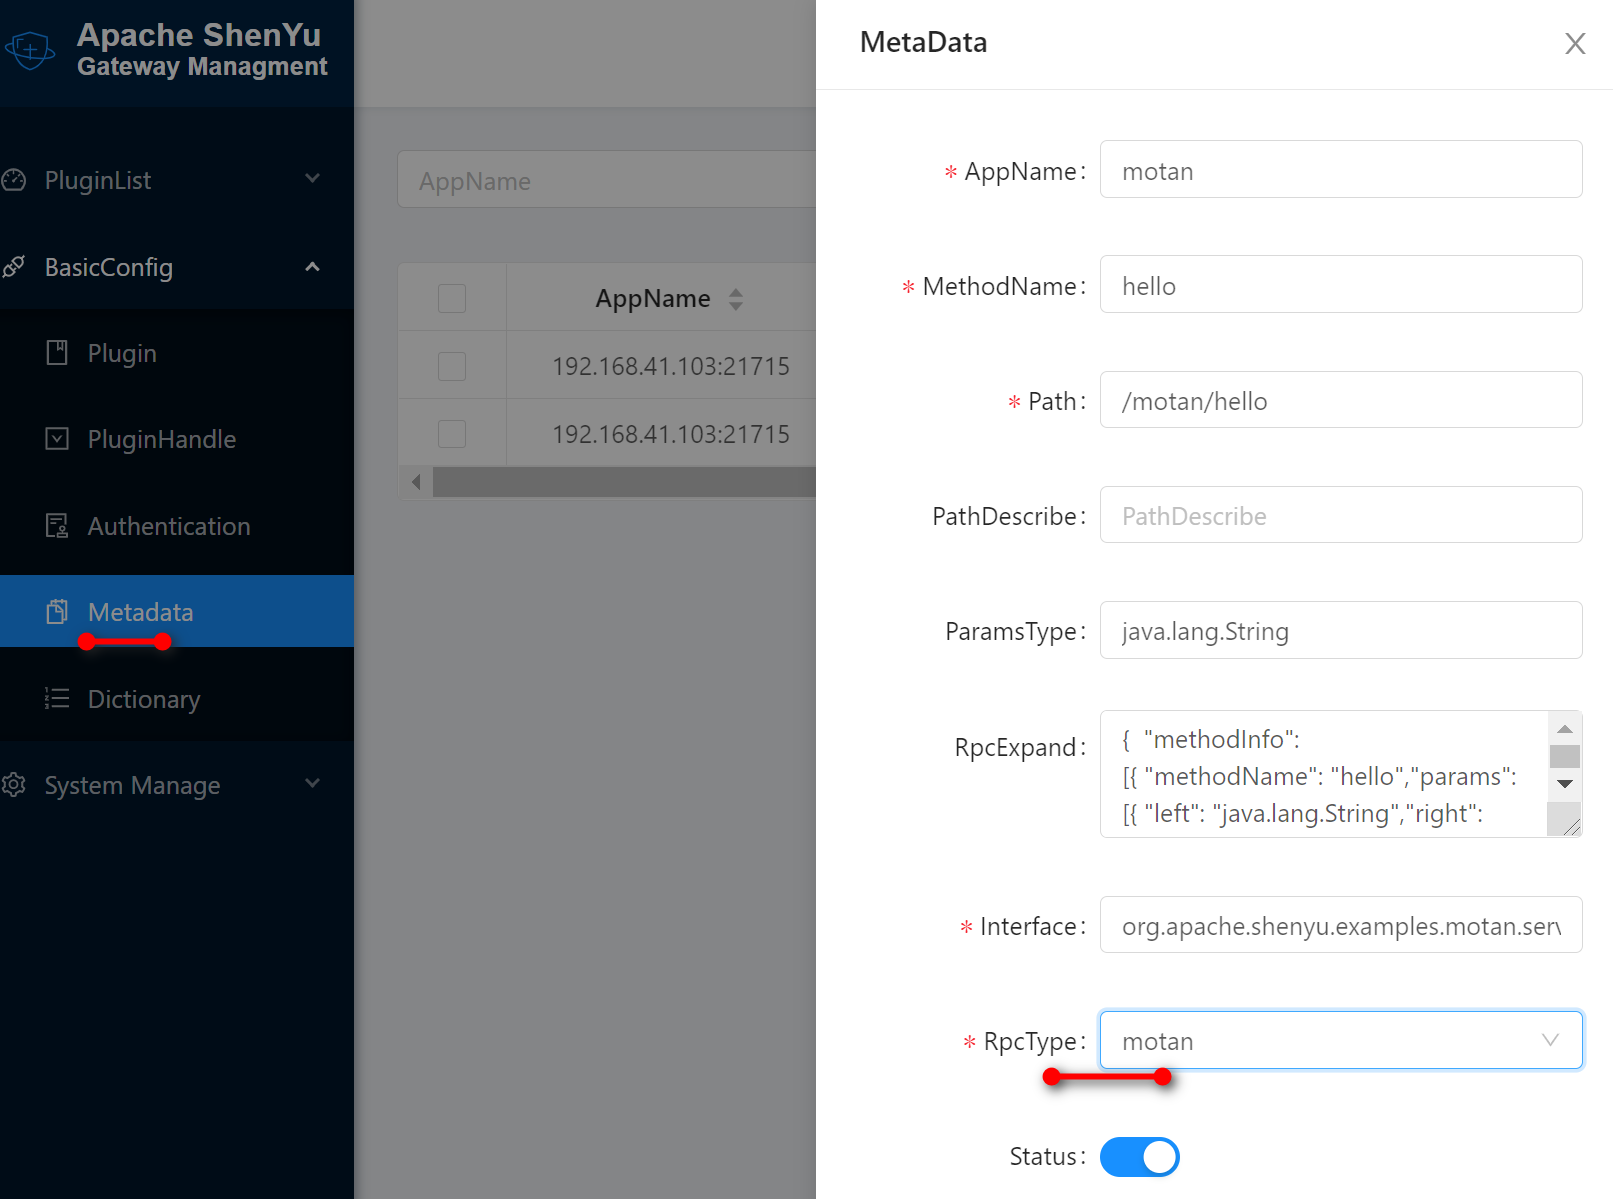 Apache ShenYu
Gateway Managment
PluginList
BasicConfig
Plugin
PluginHandle
Authentication
Metadata
Dictionary
System Manage
AppName
AppName
192.168.41.103:21715
192.168.41.103:21715
MetaData
* AppName: motan
* MethodName: hello
* Path: /motan/hello
PathDescribe: PathDescribe
ParamsType: java.lang.String
RpcExpand: { "methodInfo":
[{ "methodName": "hello","params":
[{ "left": "java.lang.String","right":
* Interface: org.apache.shenyu.examples.motan.serv
* RpcType: motan
Status: